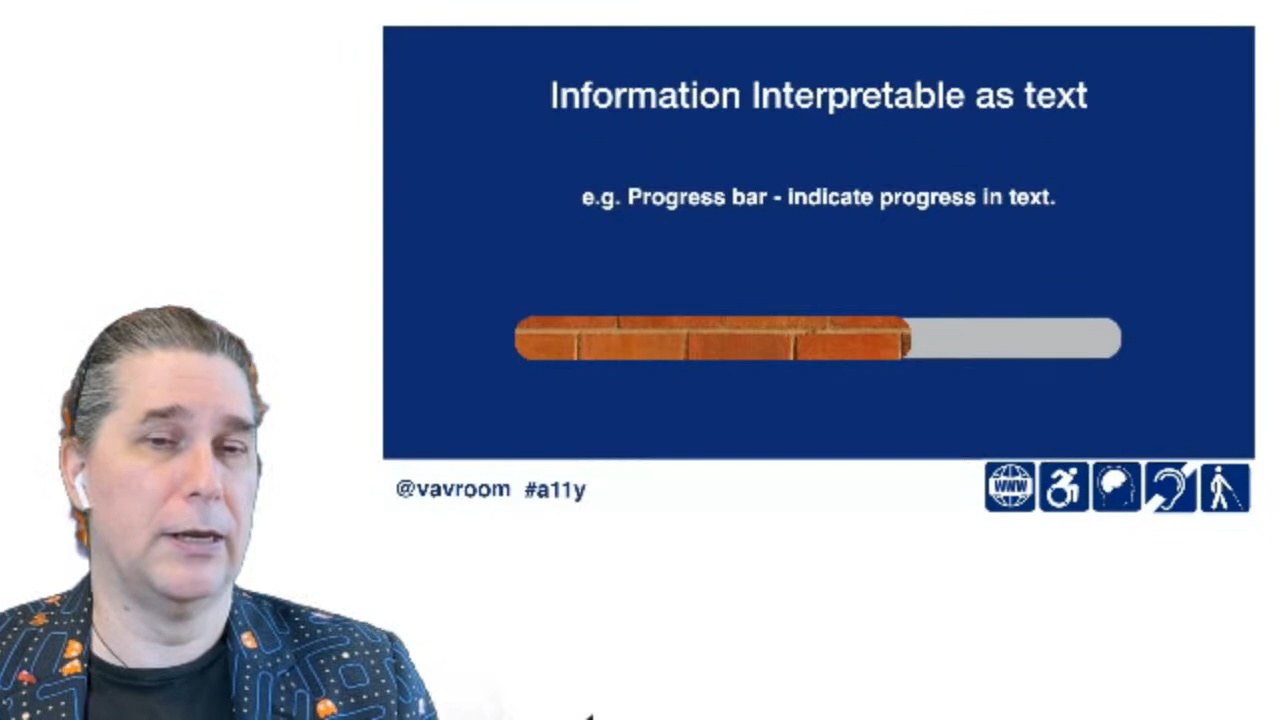 Information Interpretable as text
e.g. Progress bar - indicate progress in text.
@vavroom #a11y
WWW